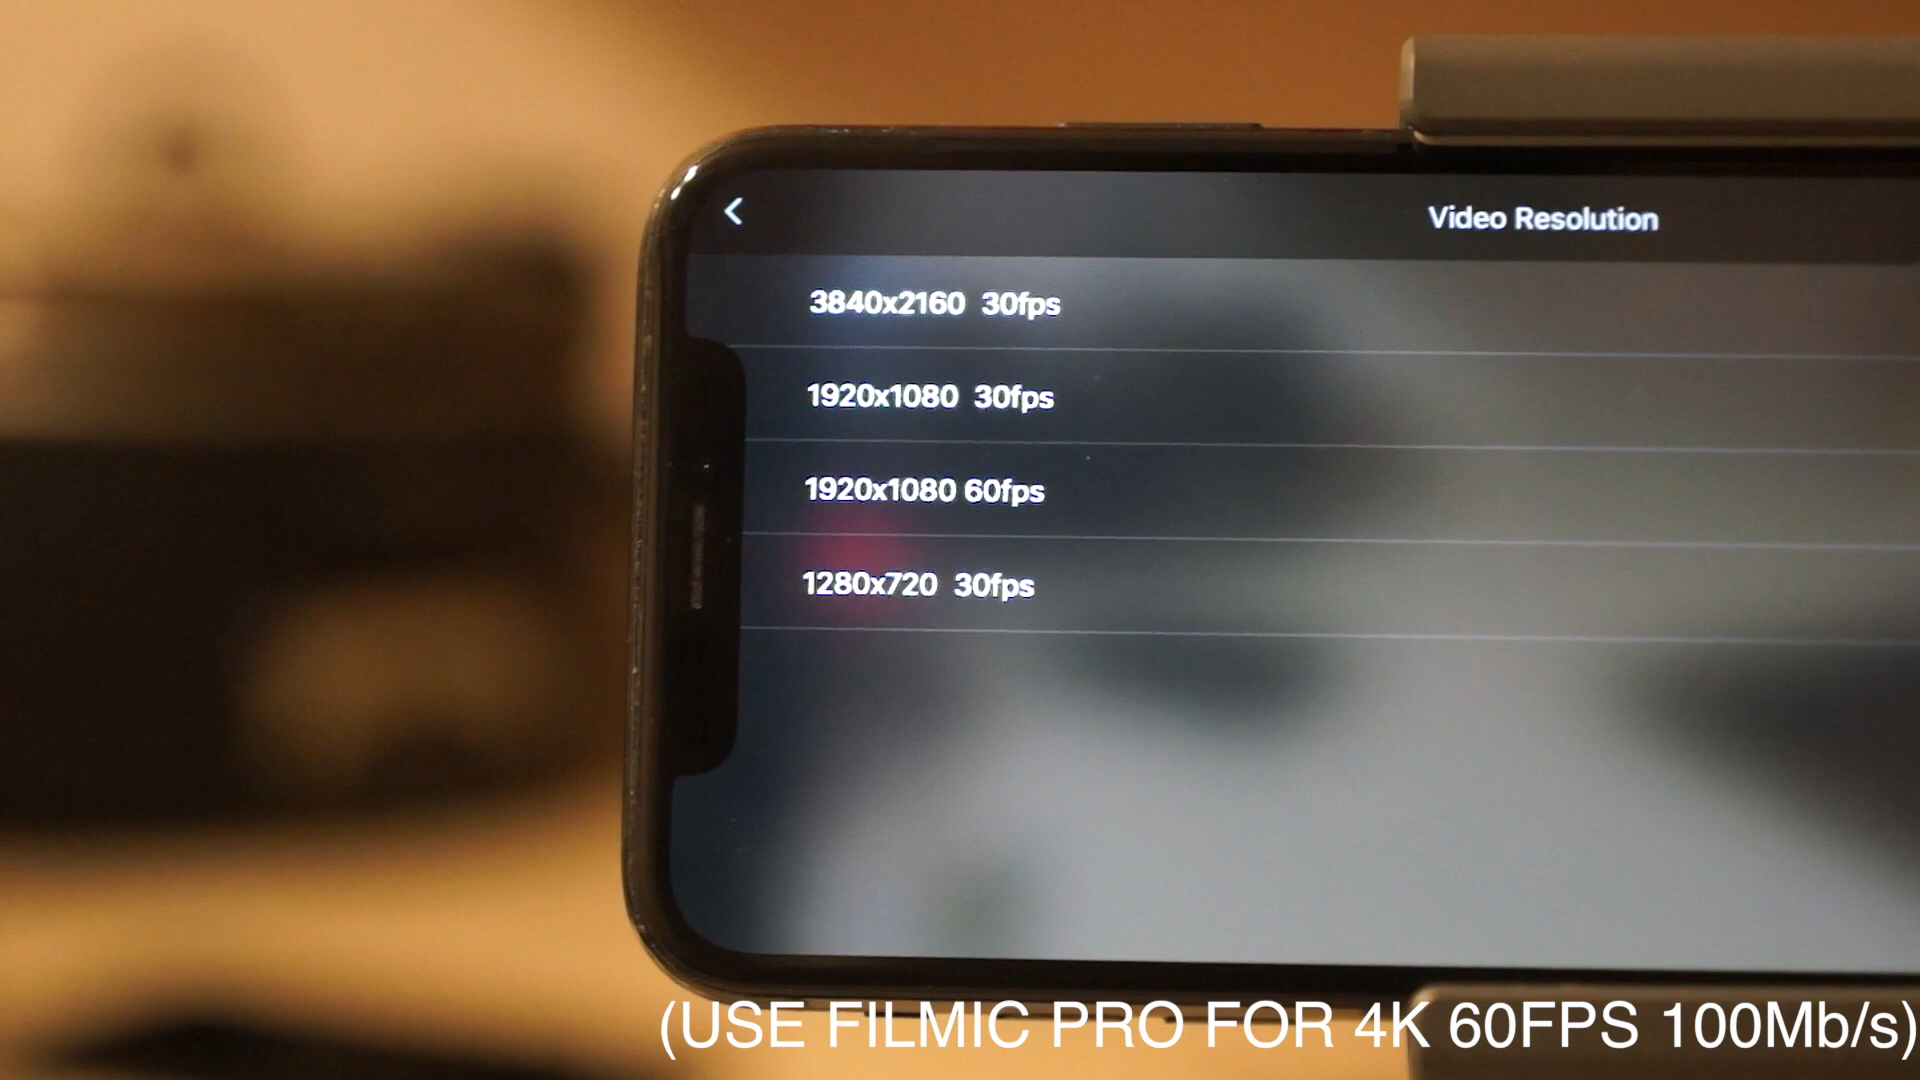 Video Resolution
3840x2160 30fps
1920x1080 30fps
1920x1080 60fps
1280x720 30fps
(USE FILMIC PRO FOR 4K 60FPS 100Mb/s)